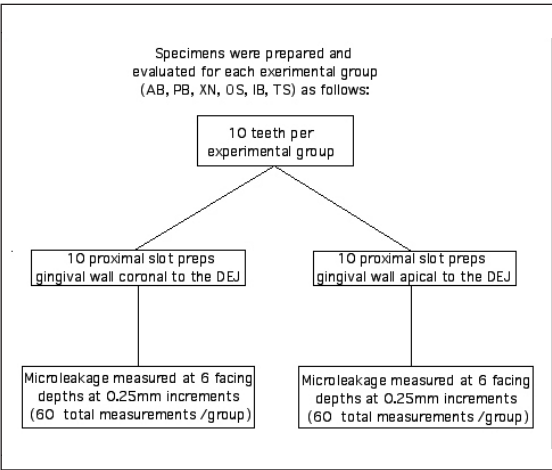 Specimens were prepared and
evaluated for each exerimental group
(AB, PB, XN, OS, IB, TS) as follows:
10 teeth per
experimental group
10 proximal slot preps
gingival wall coronal to the DEJ
10 proximal slot preps
gingival wall apical to the DEJ
Microleakage measured at 6 facing
depths at 0.25mm increments
(60 total measurements /group)
Microleakage measured at 6 facing
depths at 0.25mm increments
(60 total measurements /group)